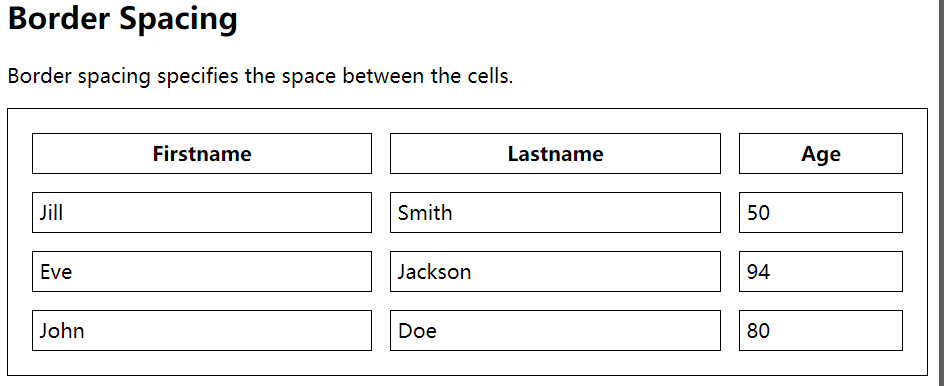 Border Spacing
Border spacing specifies the space between the cells.
Firstname Lastname Age
Jill Smith 50
Eve Jackson 94
John Doe 80